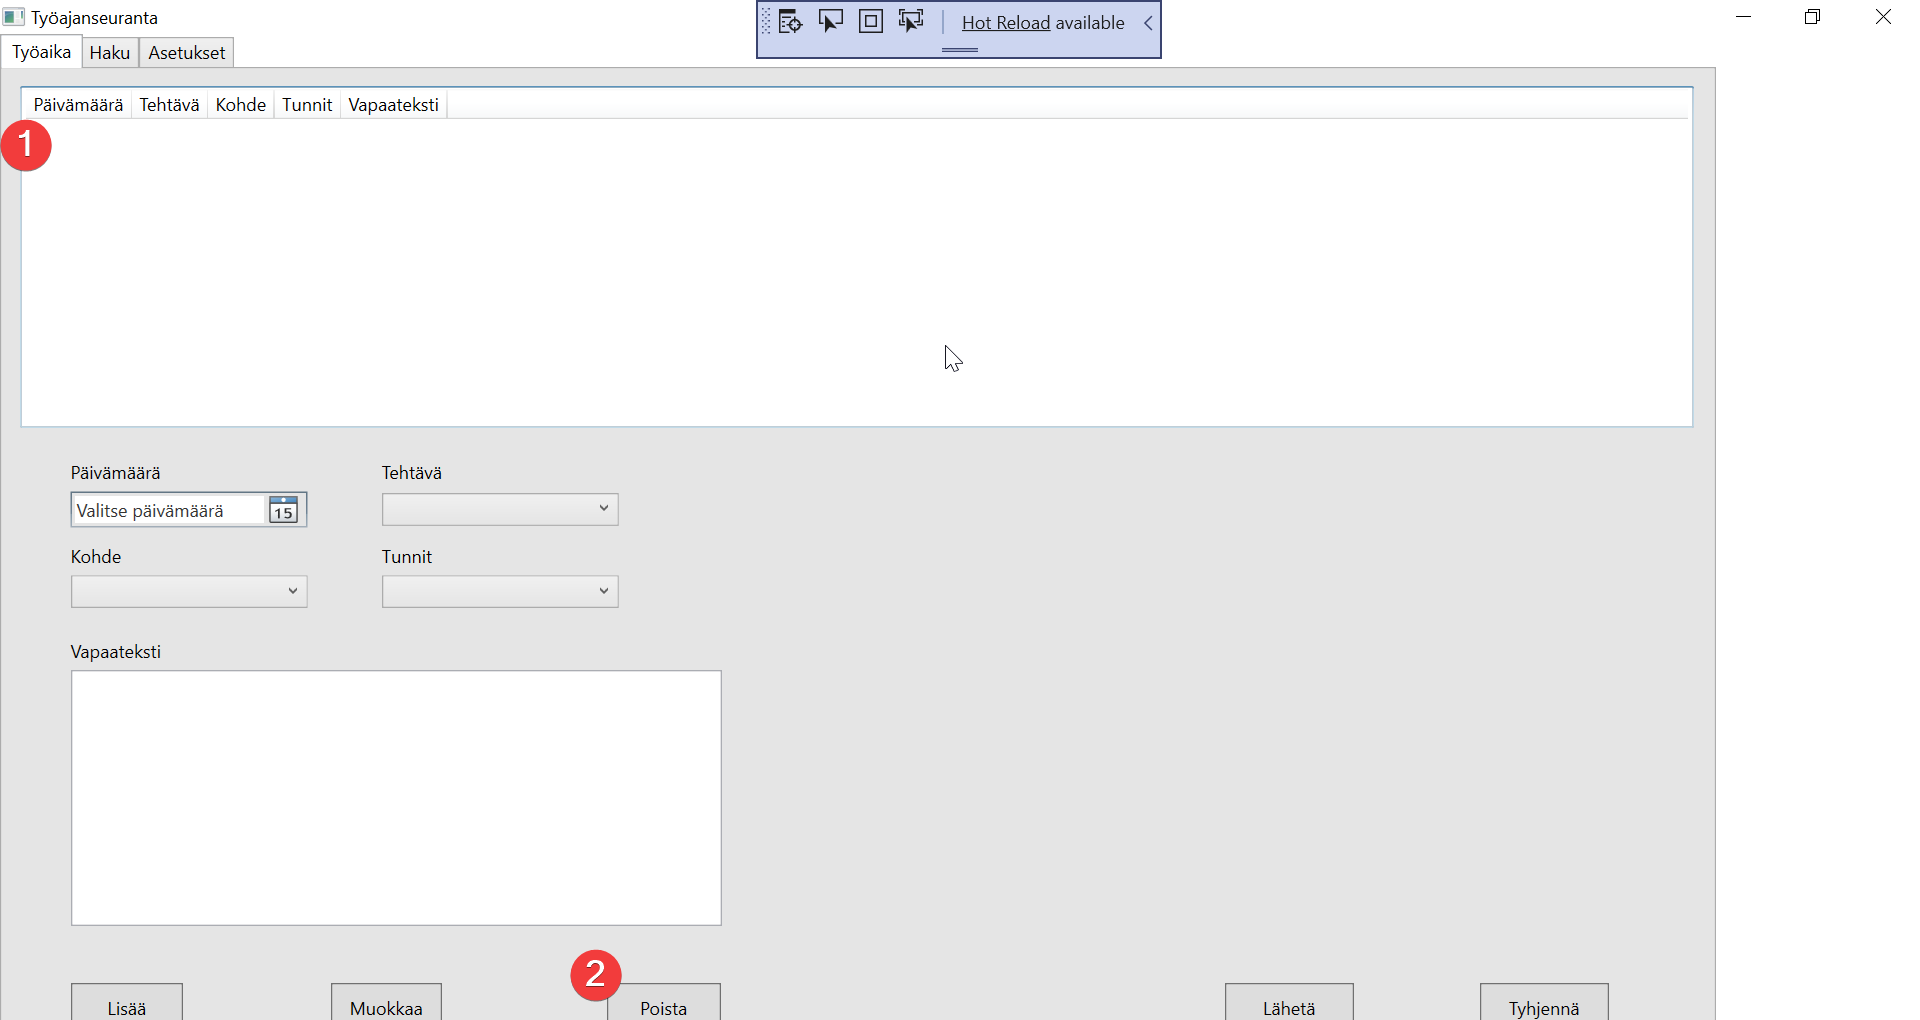 Työajanseuranta
Hot Reload available
Työaika Haku Asetukset
Päivämäärä Tehtävä Kohde Tunnit Vapaateksti
1
Päivämäärä Tehtävä
Valitse päivämäärä 15
Kohde Tunnit
Vapaateksti
2
Lisää Muokkaa Poista Lähetä Tyhjennä